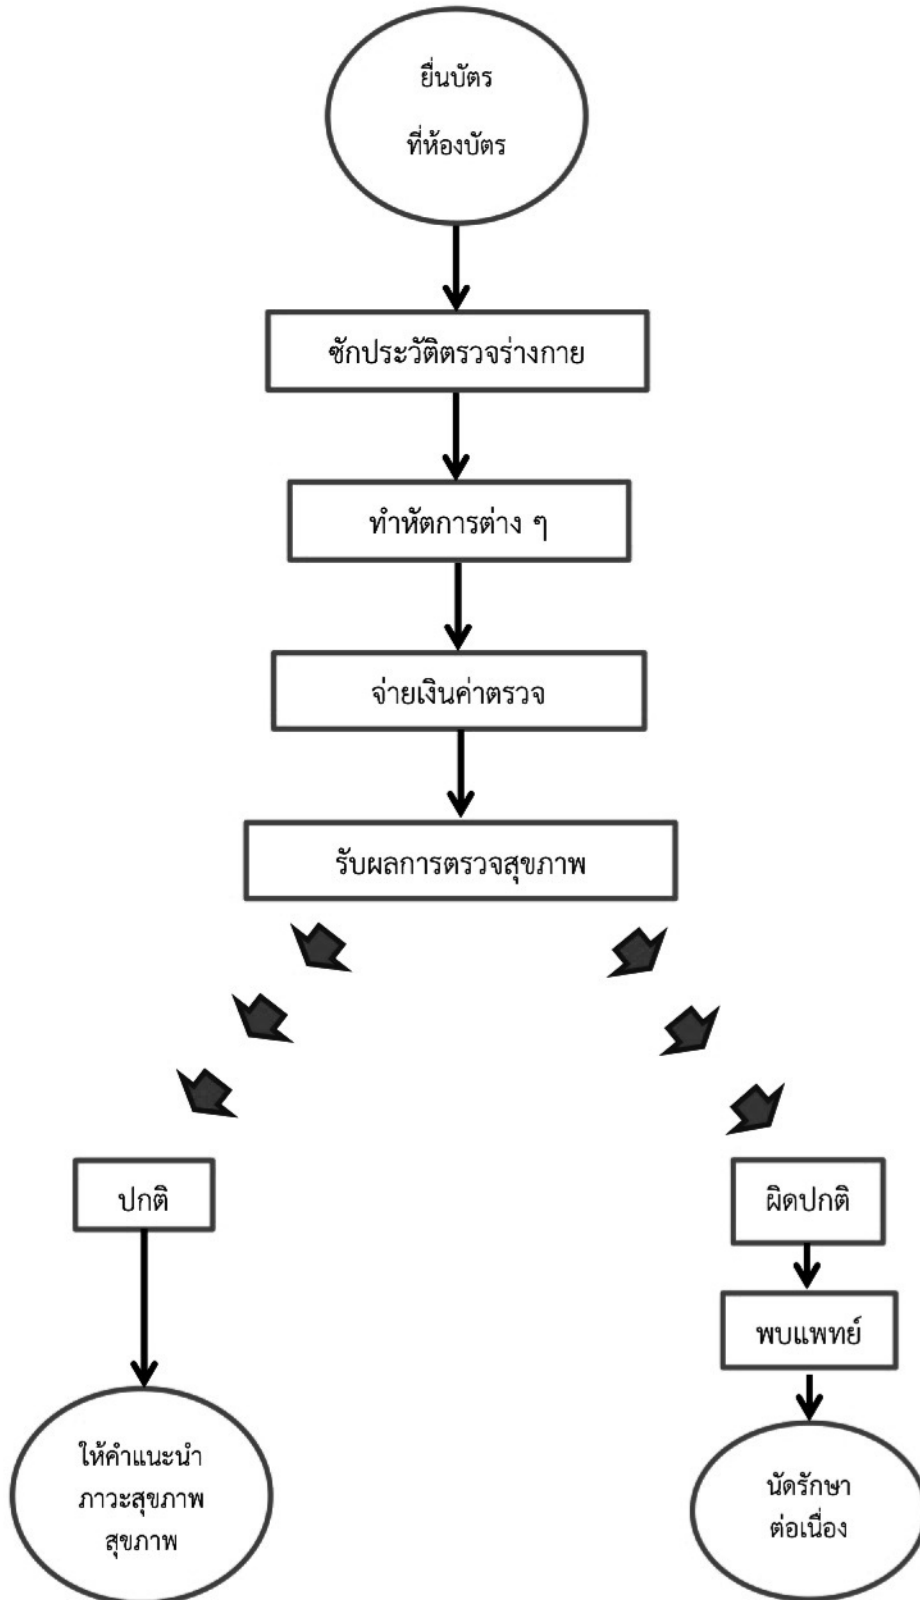 ยื่นบัตร
ที่ห้องบัตร
ซักประวัติตรวจร่างกาย
ทำหัตการต่าง ๆ
จ่ายเงินค่าตรวจ
รับผลการตรวจสุขภาพ
ปกติ
ผิดปกติ
พบแพทย์
ให้คำแนะนำ
ภาวะสุขภาพ
สุขภาพ
นัดรักษา
ต่อเนื่อง